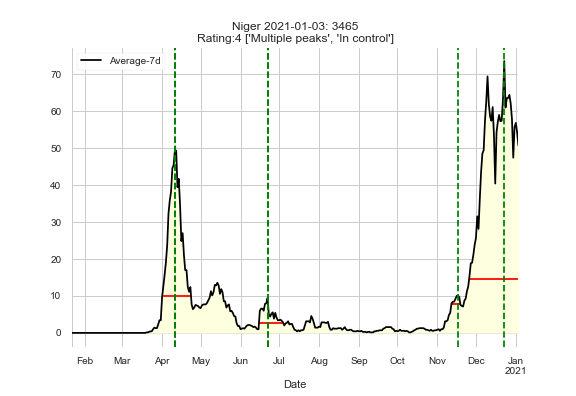 Niger 2021-01-03: 3465
Rating:4 ['Multiple peaks', 'In control']
Average-7d
70
60
50
40
30
20
10
0
Feb Mar Apr May Jun Jul Aug Sep Oct Nov Dec Jan
2021
Date